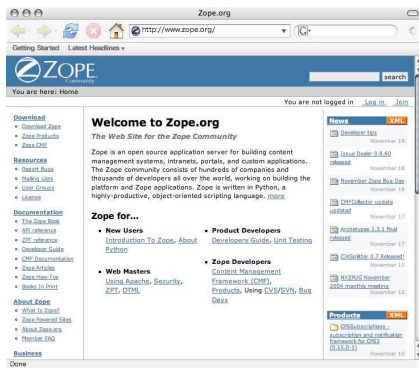 Zope.org
http://www.zope.org/
G
Getting Started Latest Headlines
ZOPE
Community
search
You are here: Home
You are not logged in Log in Join
Download
Download Zope
Zope Products
Zope CMF
Resources
Report Bugs
Mailing Lists
User Groups
License
Documentation
The Zope Book
API reference
ZPT reference
Developer Guide
CMF Documentation
Zope Articles
Zope How-Tos
Books In Print
About Zope
What Is Zope?
Zope Powered Sites
About Zope.org
Member FAQ
Business
Welcome to Zope.org
The Web Site for the Zope Community
Zope is an open source application server for building content
management systems, intranets, portals, and custom applications.
The Zope community consists of hundreds of companies and
thousands of developers all over the world, working on building the
platform and Zope applications. Zope is written in Python, a
highly-productive, object-oriented scripting language. more
Zope for...
New Users
Introduction To Zope, About
Python
Web Masters
Using Apache, Security,
ZPT, DTML
Product Developers
Developers Guide, Unit Testing
Zope Developers
Content Management
Framework (CMF),
Products, Using CVS/SVN, Bug
Days
News XML
Developer tips
November 19
Issue Dealer 0.9.60
released
November 19
November Zope Bug Day
November 18
CMFCollector update
updated
November 17
Archetypes 1.3.1 final
released
November 17
CJKSplitter 0.7 Released!
November 15
NYZPUG November
2004 monthly meeting
November 10
Products XML
CPSSubscriptions -
subscription and notification
framework for CPS3
(0.15.0-1)
November 19
Done